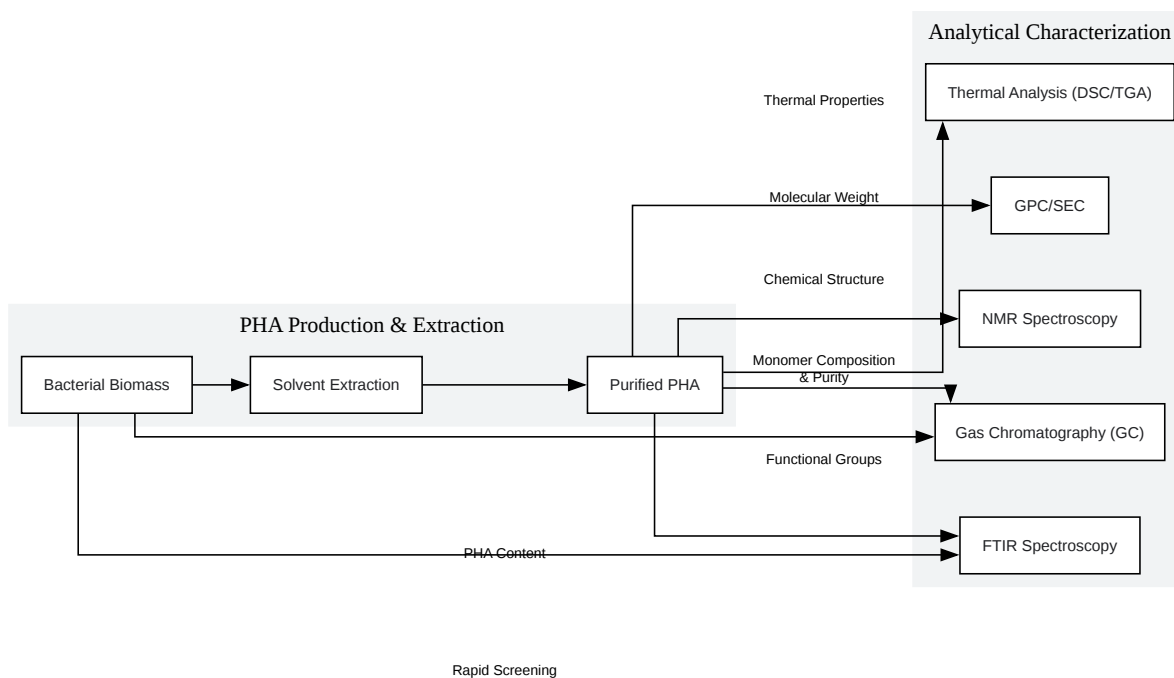 Analytical Characterization
Thermal Analysis (DSC/TGA)
Thermal Properties
Molecular Weight
GPC/SEC
Chemical Structure
NMR Spectroscopy
PHA Production & Extraction
Bacterial Biomass
Solvent Extraction
Purified PHA
Monomer Composition
& Purity
Gas Chromatography (GC)
Functional Groups
FTIR Spectroscopy
PHA Content
Rapid Screening